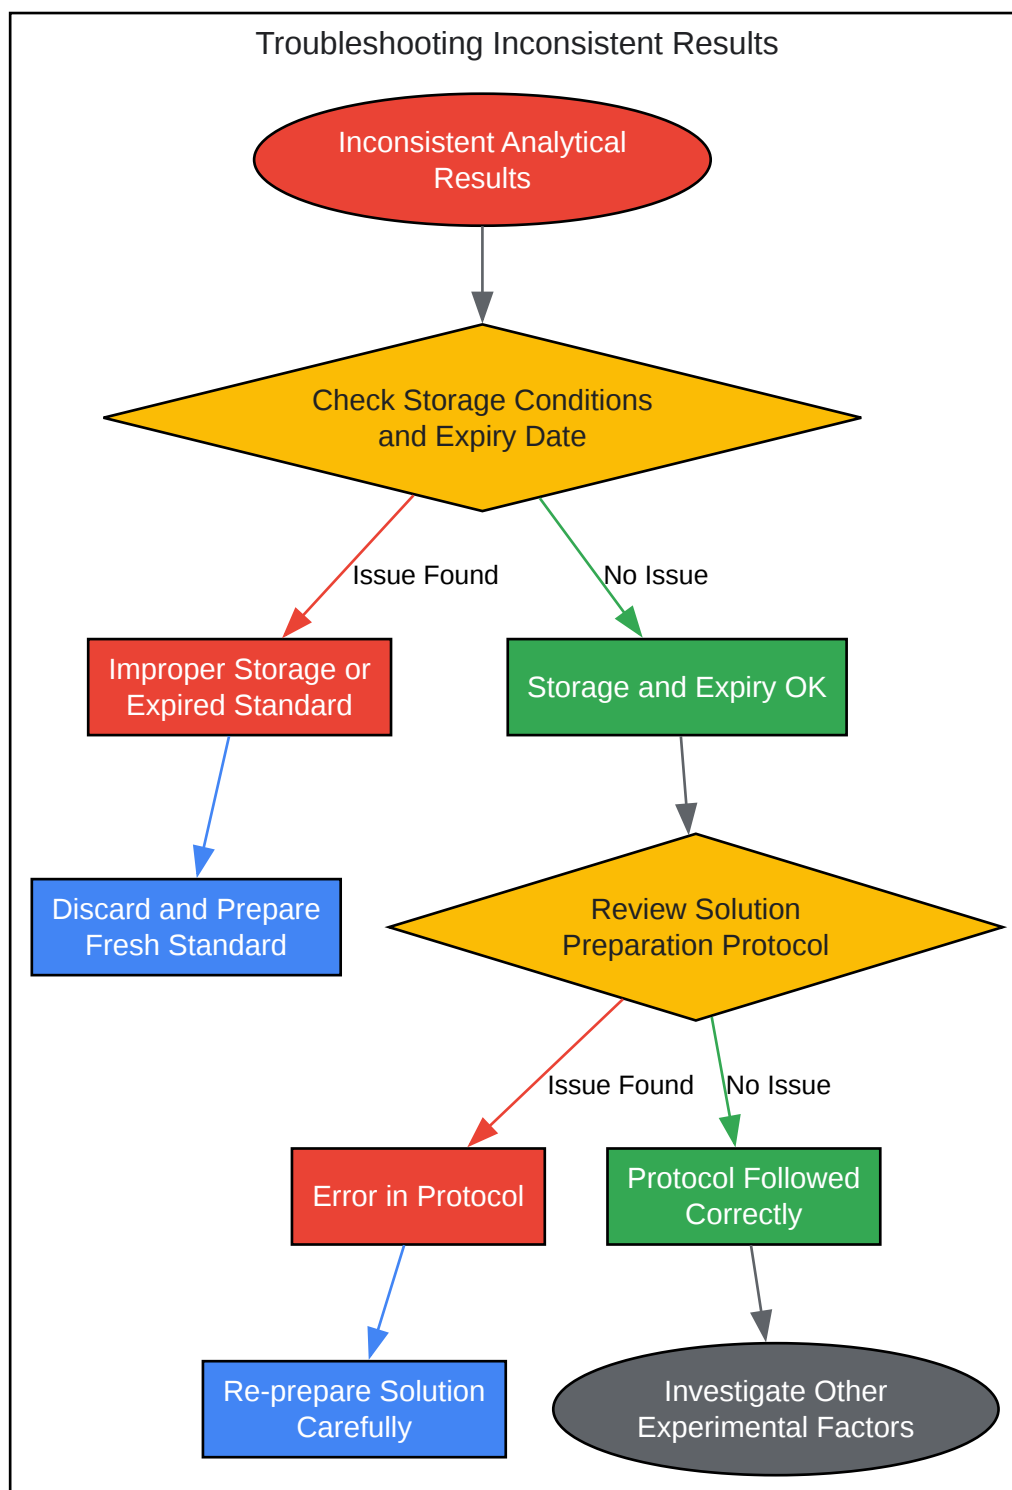 Troubleshooting Inconsistent Results
Inconsistent Analytical
Results
Check Storage Conditions
and Expiry Date
Issue Found
No Issue
Improper Storage or
Expired Standard
Storage and Expiry OK
Discard and Prepare
Fresh Standard
Review Solution
Preparation Protocol
Issue Found
No Issue
Error in Protocol
Protocol Followed
Correctly
Re-prepare Solution
Carefully
Investigate Other
Experimental Factors